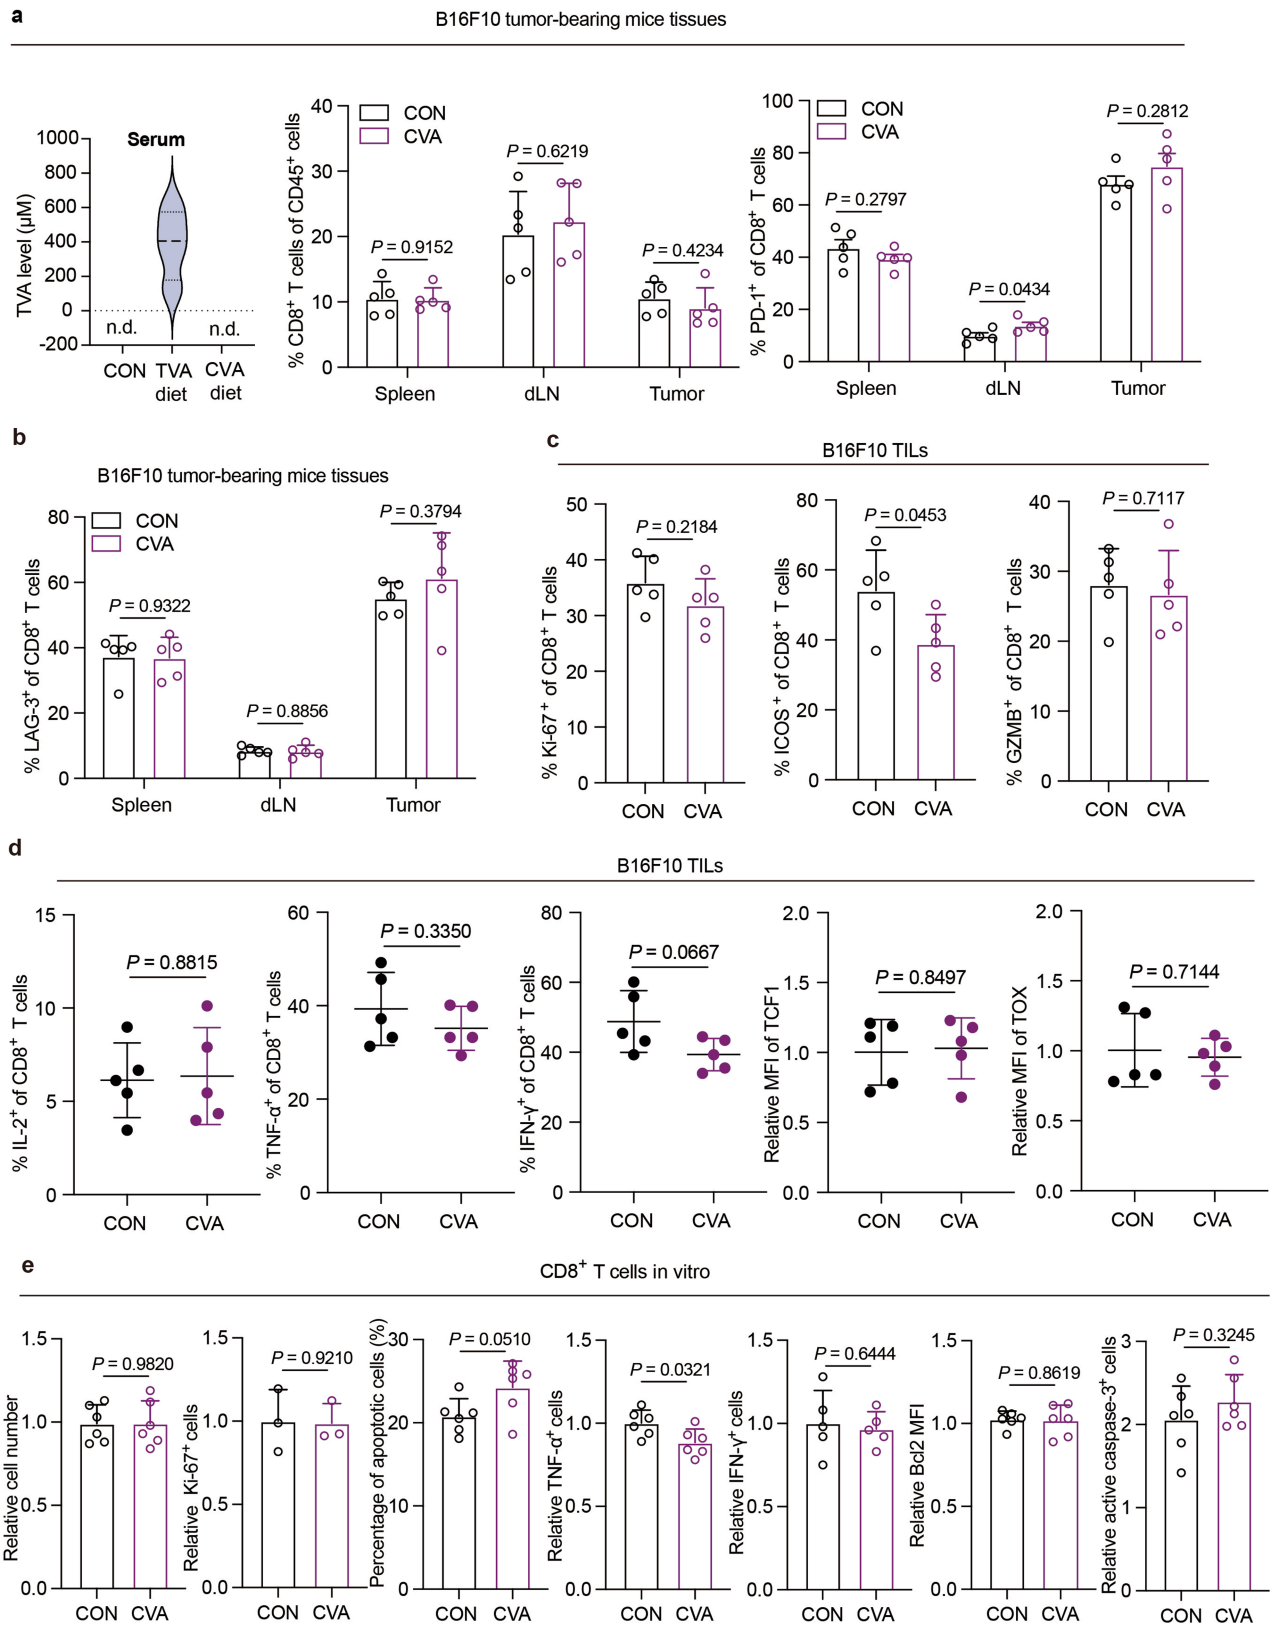 a
B16F10 tumor-bearing mice tissues
Serum
TVA level (μM)
1000
800
600
400
200
0
-200
n.d.
n.d.
CON
TVA diet
CVA diet
% CD8⁺ T cells of CD45⁺ cells
40
30
20
10
0
CON
CVA
P = 0.9152
P = 0.6219
P = 0.4234
Spleen
dLN
Tumor
% PD-1⁺ of CD8⁺ T cells
100
80
60
40
20
0
CON
CVA
P = 0.2797
P = 0.0434
P = 0.2812
Spleen
dLN
Tumor
b
B16F10 tumor-bearing mice tissues
% LAG-3⁺ of CD8⁺ T cells
80
60
40
20
0
CON
CVA
P = 0.9322
P = 0.8856
P = 0.3794
Spleen
dLN
Tumor
c
B16F10 TILs
% Ki-67⁺ of CD8⁺ T cells
50
40
30
20
10
0
P = 0.2184
CON
CVA
% ICOS⁺ of CD8⁺ T cells
80
60
40
20
0
P = 0.0453
CON
CVA
% GZMB⁺ of CD8⁺ T cells
40
30
20
10
0
P = 0.7117
CON
CVA
d
B16F10 TILs
% IL-2⁺ of CD8⁺ T cells
15
10
5
0
P = 0.8815
CON
CVA
% TNF-α⁺ of CD8⁺ T cells
60
40
20
0
P = 0.3350
CON
CVA
% IFN-γ⁺ of CD8⁺ T cells
80
60
40
20
0
P = 0.0667
CON
CVA
Relative MFI of TCF1
2.0
1.5
1.0
0.5
0.0
P = 0.8497
CON
CVA
Relative MFI of TOX
2.0
1.5
1.0
0.5
0.0
P = 0.7144
CON
CVA
e
CD8⁺ T cells in vitro
Relative cell number
1.5
1.0
0.5
0.0
P = 0.9820
CON
CVA
Relative Ki-67⁺ cells
1.5
1.0
0.5
0.0
P = 0.9210
CON
CVA
Percentage of apoptotic cells (%)
30
20
10
0
P = 0.0510
CON
CVA
Relative TNF-α⁺ cells
1.5
1.0
0.5
0.0
P = 0.0321
CON
CVA
Relative IFN-γ⁺ cells
1.5
1.0
0.5
0.0
P = 0.6444
CON
CVA
Relative Bcl2 MFI
1.5
1.0
0.5
0.0
P = 0.8619
CON
CVA
Relative active caspase-3⁺ cells
3
2
1
0
P = 0.3245
CON
CVA